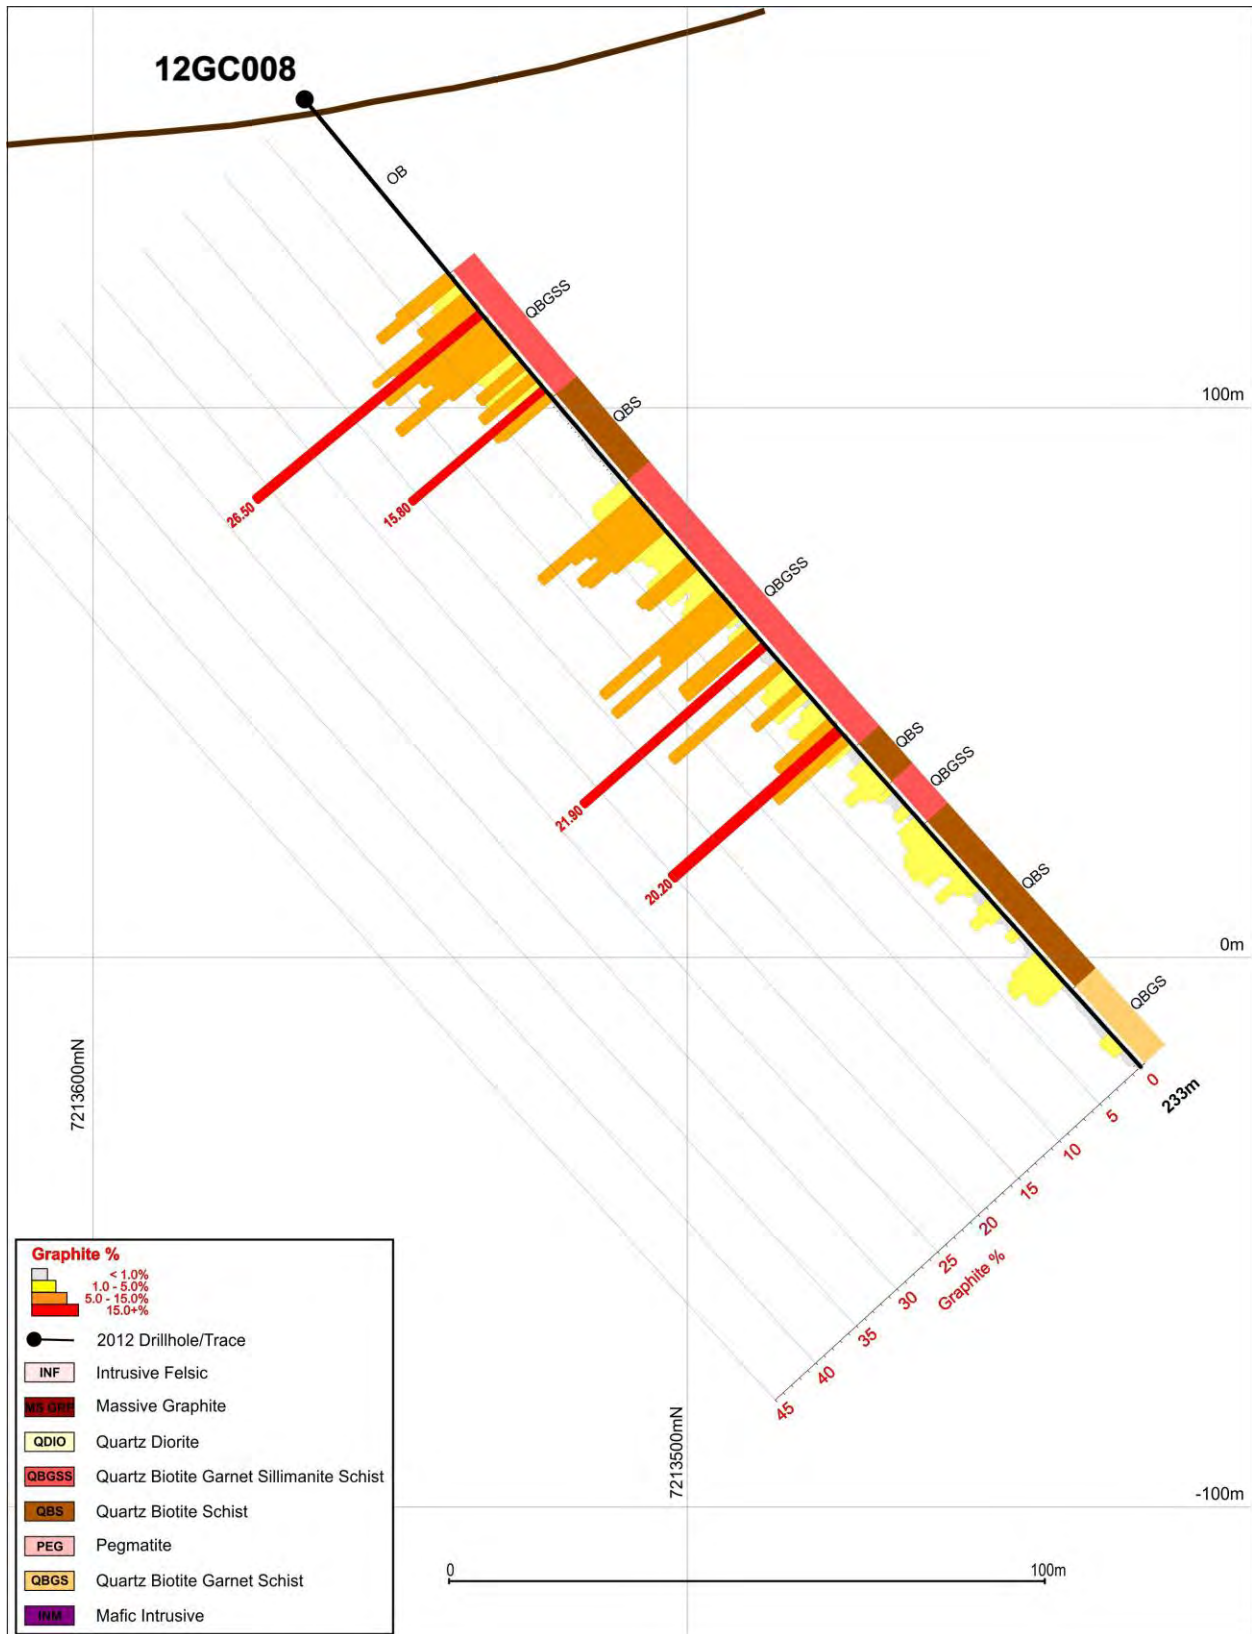 12GC008
OB
QBGSS
QBS
100m
26.50
15.80
QBGSS
QBS
QBGSS
21.90
20.20
QBS
0m
QBGS
7213600mN
233m
0
5
10
15
20
25
30
35
40
45
Graphite %
7213500mN
-100m
Graphite %
< 1.0%
1.0 - 5.0%
5.0 - 15.0%
15.0+%
2012 Drillhole/Trace
INF Intrusive Felsic
MS GRP Massive Graphite
QDIO Quartz Diorite
QBGSS Quartz Biotite Garnet Sillimanite Schist
QBS Quartz Biotite Schist
PEG Pegmatite
QBGS Quartz Biotite Garnet Schist
INM Mafic Intrusive
0 100m